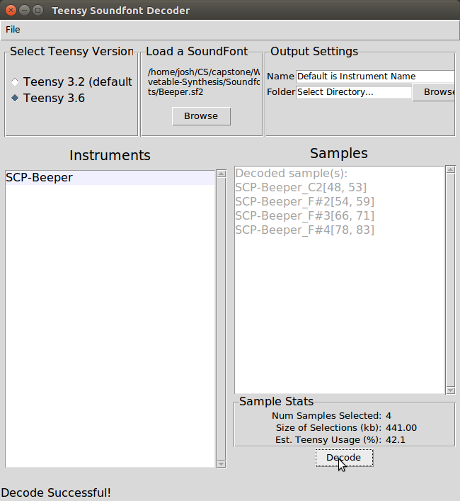 Teensy Soundfont Decoder
File
Select Teensy Version
Teensy 3.2 (default
Teensy 3.6
Load a SoundFont
/home/josh/CS/capstone/W
vetable-Synthesis/Soundfo
ts/Beeper.sf2
Browse
Output Settings
Name Default is Instrument Name
Folder Select Directory... Browse
Instruments
SCP-Beeper
Samples
Decoded sample(s):
SCP-Beeper_C2[48, 53]
SCP-Beeper_F#2[54, 59]
SCP-Beeper_F#3[66, 71]
SCP-Beeper_F#4[78, 83]
Sample Stats
Num Samples Selected: 4
Size of Selections (kb): 441.00
Est. Teensy Usage (%): 42.1
Decode
Decode Successful!